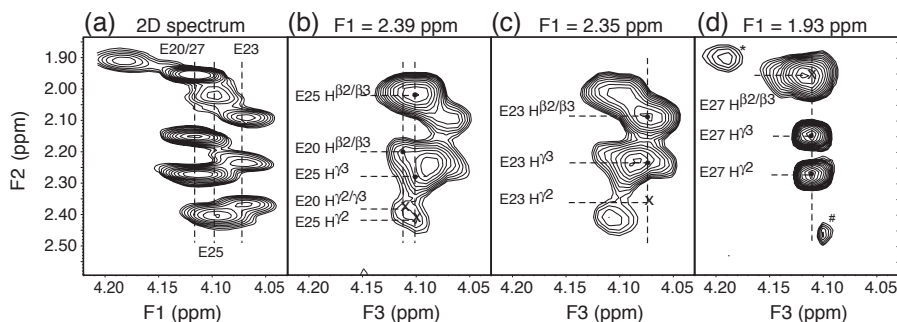 (a) 2D spectrum
(b) F1 = 2.39 ppm
(c) F1 = 2.35 ppm
(d) F1 = 1.93 ppm
F2 (ppm)
1.90
2.00
2.10
2.20
2.30
2.40
2.50
E20/27
E23
E25
4.20 4.15 4.10 4.05
F1 (ppm)
E25 Hβ2/β3
E20 Hβ2/β3
E25 Hγ3
E20 Hγ2/γ3
E25 Hγ2
x
x
4.20 4.15 4.10 4.05
F3 (ppm)
E23 Hβ2/β3
E23 Hγ3
E23 Hγ2
x
4.20 4.15 4.10 4.05
F3 (ppm)
*
x
E27 Hβ2/β3
E27 Hγ3
E27 Hγ2
#
4.20 4.15 4.10 4.05
F3 (ppm)